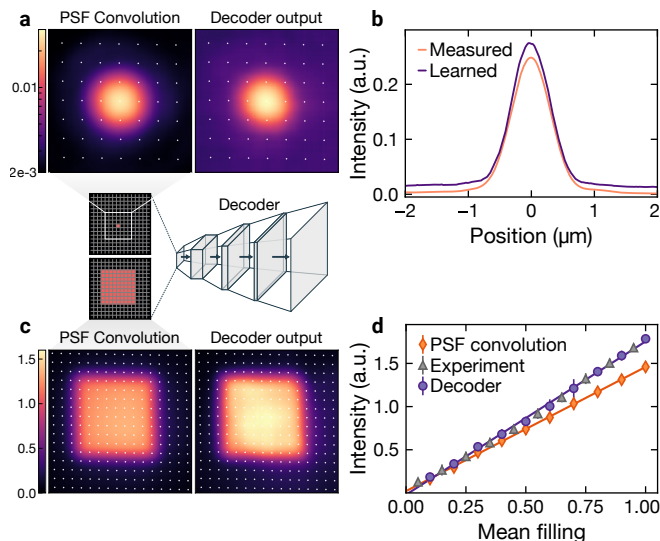 a
PSF Convolution
Decoder output
0.01
2e-3
b
Measured
Learned
Intensity (a.u.)
0.2
0.1
0.0
−2
−1
0
1
2
Position (µm)
Decoder
c
PSF Convolution
Decoder output
1.5
1.0
0.5
d
PSF convolution
Experiment
Decoder
Intensity (a.u.)
1.5
1.0
0.5
0.00
0.25
0.50
0.75
1.00
Mean filling